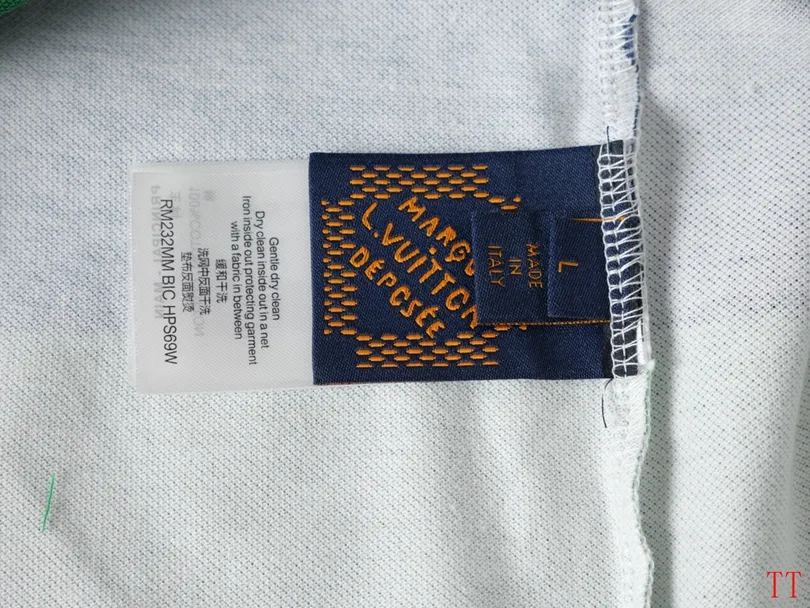 MARQU
L.VUITTON
DÉPOSÉE
MADE
IN
ITALY
L
Gentle dry clean
Dry clean inside out in a net
Iron inside out protecting garment
with a fabric in between
缓和干洗
洗网中反面干洗
垫布反面熨烫
RM232MM BIC HPS69W
TT